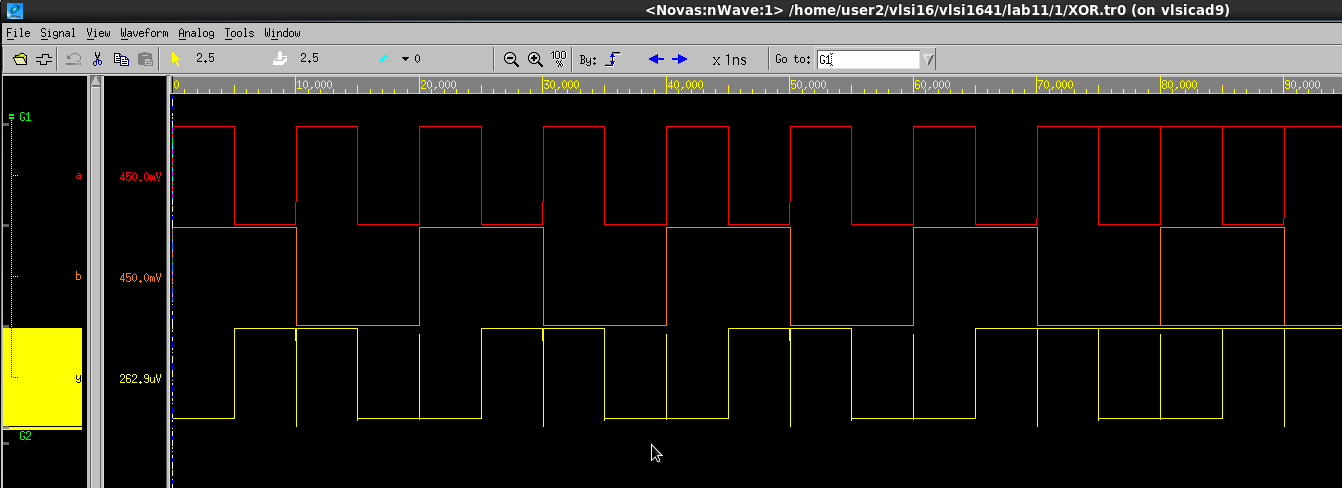 <Novas:nWave:1> /home/user2/vlsi16/vlsi1641/lab11/1/XOR.tr0 (on vlsicad9)
File Signal View Waveform Analog Tools Window
2.5 2.5 0 100 % By: x 1ns Go to: G1
0 10,000 20,000 30,000 40,000 50,000 60,000 70,000 80,000 90,000
G1
a 450.0mV
b 450.0mV
y 262.9uV
G2